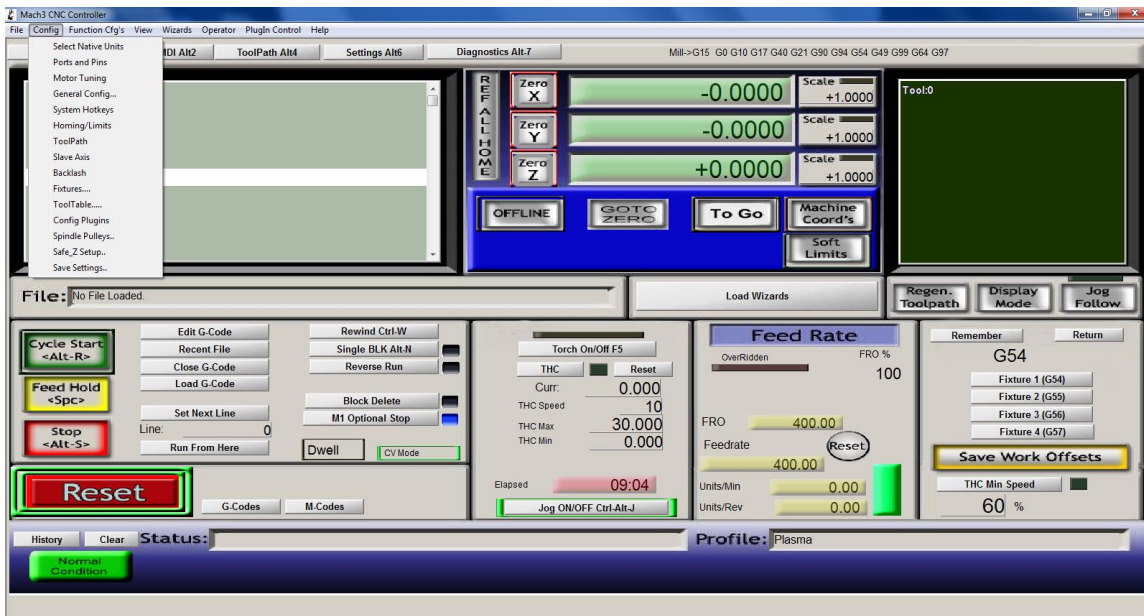 Mach3 CNC Controller
File Config Function Cfg's View Wizards Operator PlugIn Control Help
Select Native Units
Ports and Pins
Motor Tuning
General Config...
System Hotkeys
Homing/Limits
ToolPath
Slave Axis
Backlash
Fixtures....
ToolTable.....
Config Plugins
Spindle Pulleys..
Safe_Z Setup..
Save Settings..
MDI Alt2 ToolPath Alt4 Settings Alt6 Diagnostics Alt-7
Mill->G15 G0 G10 G17 G40 G21 G90 G94 G54 G49 G99 G64 G97
REF ALL HOME
Zero X -0.0000 Scale +1.0000
Zero Y -0.0000 Scale +1.0000
Zero Z +0.0000 Scale +1.0000
OFFLINE GOTO ZERO To Go Machine Coord's
Soft Limits
Tool:0
File: No File Loaded.
Load Wizards
Regen. Toolpath Display Mode Jog Follow
Cycle Start <Alt-R>
Feed Hold <Spc>
Stop <Alt-S>
Edit G-Code
Recent File
Close G-Code
Load G-Code
Set Next Line
Line: 0
Run From Here
Rewind Ctrl-W
Single BLK Alt-N
Reverse Run
Block Delete
M1 Optional Stop
Dwell CV Mode
Reset
G-Codes M-Codes
Torch On/Off F5
THC Reset
Curr: 0.000
THC Speed 10
THC Max 30.000
THC Min 0.000
Elapsed 09:04
Jog ON/OFF Ctrl-Alt-J
Feed Rate
OverRidden FRO %
100
FRO 400.00
Feedrate Reset
400.00
Units/Min 0.00
Units/Rev 0.00
Remember Return
G54
Fixture 1 (G54)
Fixture 2 (G55)
Fixture 3 (G56)
Fixture 4 (G57)
Save Work Offsets
THC Min Speed
60 %
History Clear Status: Profile: Plasma
Normal Condition